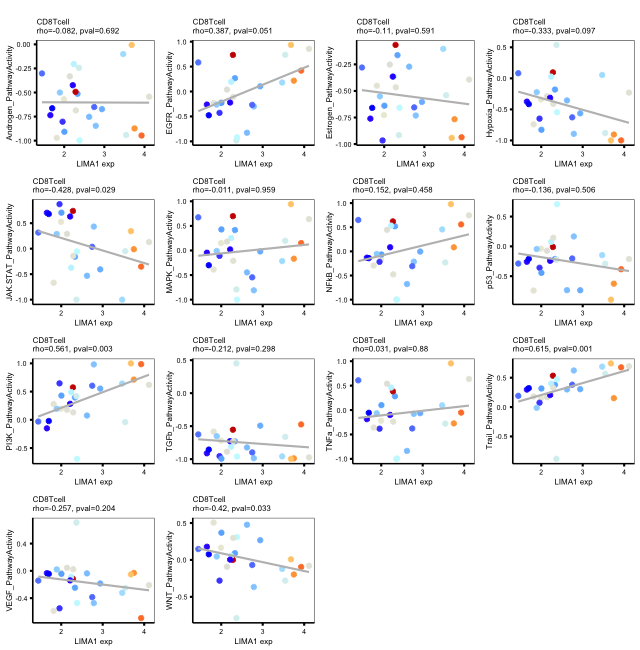 CD8Tcell
rho=-0.082, pval=0.692
Androgen_PathwayActivity
0.00
-0.25
-0.50
-0.75
-1.00
2
3
4
LIMA1 exp
CD8Tcell
rho=0.387, pval=0.051
EGFR_PathwayActivity
1.0
0.5
0.0
-0.5
-1.0
2
3
4
LIMA1 exp
CD8Tcell
rho=-0.11, pval=0.591
Estrogen_PathwayActivity
-0.25
-0.50
-0.75
-1.00
2
3
4
LIMA1 exp
CD8Tcell
rho=-0.333, pval=0.097
Hypoxia_PathwayActivity
0.5
0.0
-0.5
-1.0
2
3
4
LIMA1 exp
CD8Tcell
rho=-0.428, pval=0.029
JAK-STAT_PathwayActivity
1.0
0.5
0.0
-0.5
-1.0
2
3
4
LIMA1 exp
CD8Tcell
rho=-0.011, pval=0.959
MAPK_PathwayActivity
1.0
0.5
0.0
-0.5
-1.0
2
3
4
LIMA1 exp
CD8Tcell
rho=0.152, pval=0.458
NFkB_PathwayActivity
1.0
0.5
0.0
-0.5
-1.0
2
3
4
LIMA1 exp
CD8Tcell
rho=-0.136, pval=0.506
p53_PathwayActivity
0.5
0.0
-0.5
2
3
4
LIMA1 exp
CD8Tcell
rho=0.561, pval=0.003
PI3K_PathwayActivity
1.0
0.5
0.0
-0.5
2
3
4
LIMA1 exp
CD8Tcell
rho=-0.212, pval=0.298
TGFb_PathwayActivity
0.5
0.0
-0.5
-1.0
2
3
4
LIMA1 exp
CD8Tcell
rho=0.031, pval=0.88
TNFa_PathwayActivity
1.0
0.5
0.0
-0.5
-1.0
2
3
4
LIMA1 exp
CD8Tcell
rho=0.615, pval=0.001
Trail_PathwayActivity
0.5
0.0
-0.5
2
3
4
LIMA1 exp
CD8Tcell
rho=-0.257, pval=0.204
VEGF_PathwayActivity
0.4
0.0
-0.4
2
3
4
LIMA1 exp
CD8Tcell
rho=-0.42, pval=0.033
WNT_PathwayActivity
0.5
0.0
-0.5
2
3
4
LIMA1 exp